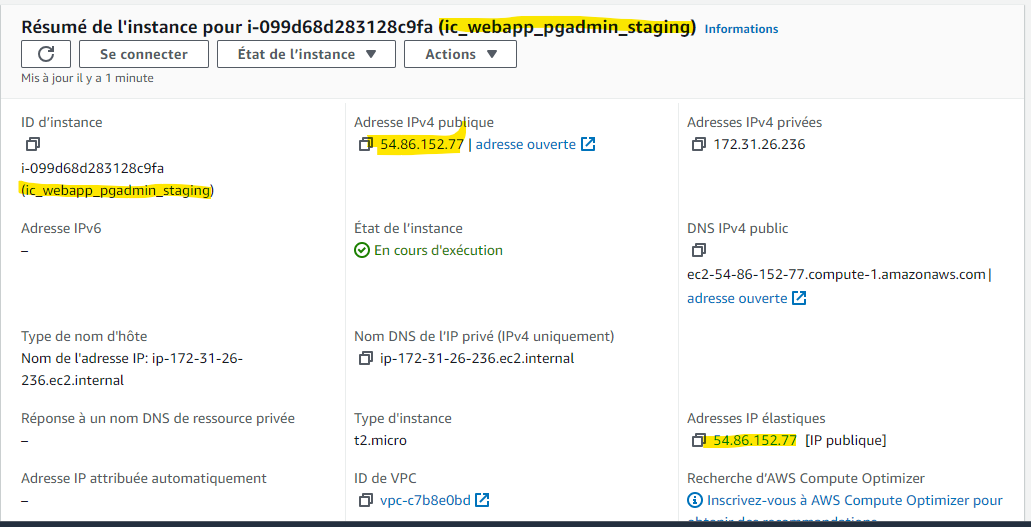 Résumé de l'instance pour i-099d68d283128c9fa (ic_webapp_pgadmin_staging) Informations
Se connecter État de l'instance ▼ Actions ▼
Mis à jour il y a 1 minute
ID d'instance
i-099d68d283128c9fa
(ic_webapp_pgadmin_staging)
Adresse IPv4 publique
54.86.152.77 | adresse ouverte
Adresses IPv4 privées
172.31.26.236
Adresse IPv6
–
État de l'instance
En cours d'exécution
DNS IPv4 public
ec2-54-86-152-77.compute-1.amazonaws.com |
adresse ouverte
Type de nom d'hôte
Nom de l'adresse IP: ip-172-31-26-
236.ec2.internal
Nom DNS de l'IP privé (IPv4 uniquement)
ip-172-31-26-236.ec2.internal
Réponse à un nom DNS de ressource privée
–
Type d'instance
t2.micro
Adresses IP élastiques
54.86.152.77 [IP publique]
Adresse IP attribuée automatiquement
–
ID de VPC
vpc-c7b8e0bd
Recherche d'AWS Compute Optimizer
Inscrivez-vous à AWS Compute Optimizer pour
obtenir des recommandations